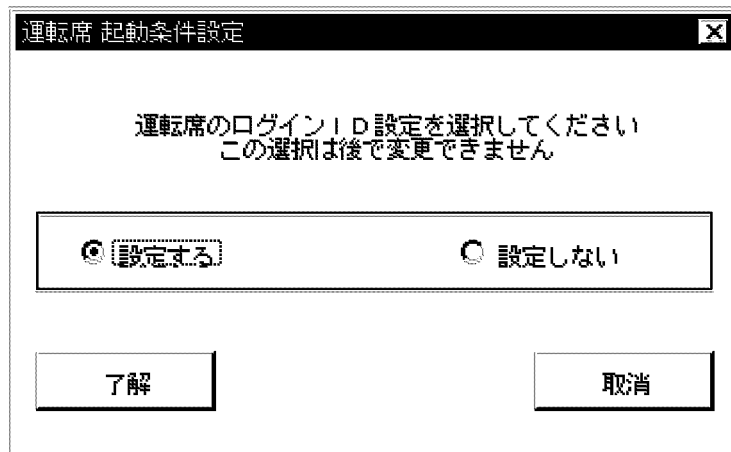 運転席 起動条件設定
運転席のログインＩＤ設定を選択してください
この選択は後で変更できません
設定する 設定しない
了解 取消